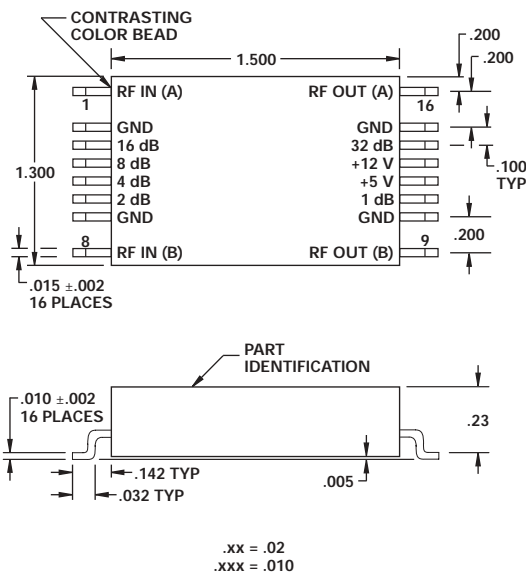 CONTRASTING
COLOR BEAD
1.500
.200
.200
1 RF IN (A) RF OUT (A) 16
GND GND
16 dB 32 dB
8 dB +12 V
4 dB +5 V
2 dB 1 dB
GND GND
8 RF IN (B) RF OUT (B) 9
1.300
.100
TYP
.200
.015 ±.002
16 PLACES
PART
IDENTIFICATION
.010 ±.002
16 PLACES
.23
.142 TYP
.032 TYP
.005
.xx = .02
.xxx = .010